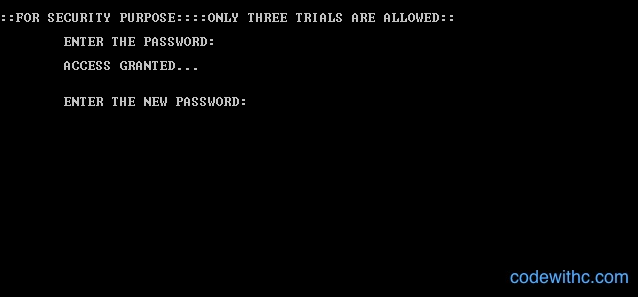 ::FOR SECURITY PURPOSE::::ONLY THREE TRIALS ARE ALLOWED::
ENTER THE PASSWORD:
ACCESS GRANTED...
ENTER THE NEW PASSWORD:
codewithc.com